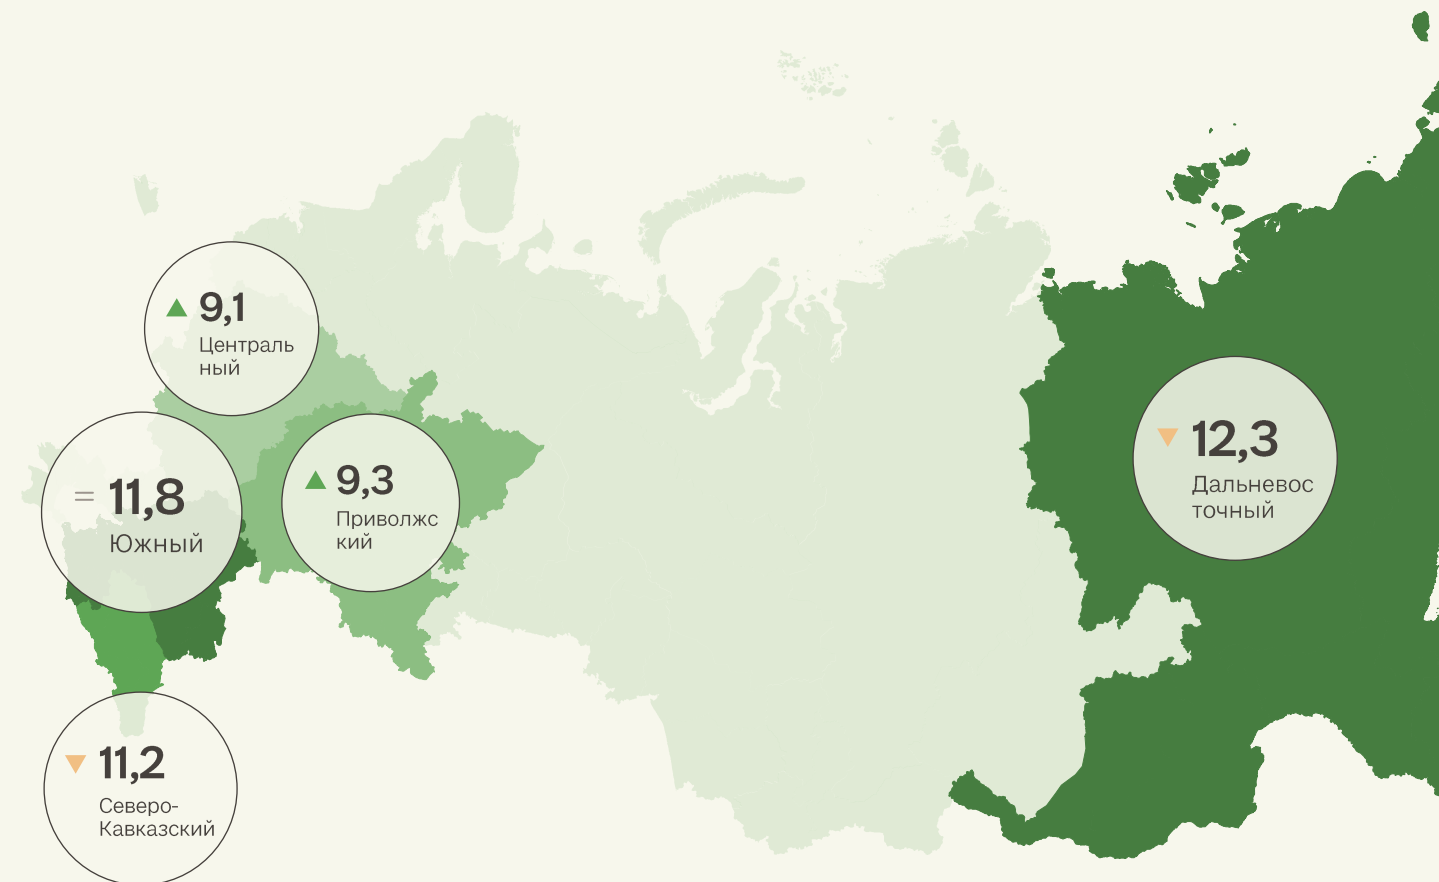 9,1
Централь
ный
= 11,8
Южный
9,3
Приволжс
кий
12,3
Дальневос
точный
11,2
Северо-
Кавказский